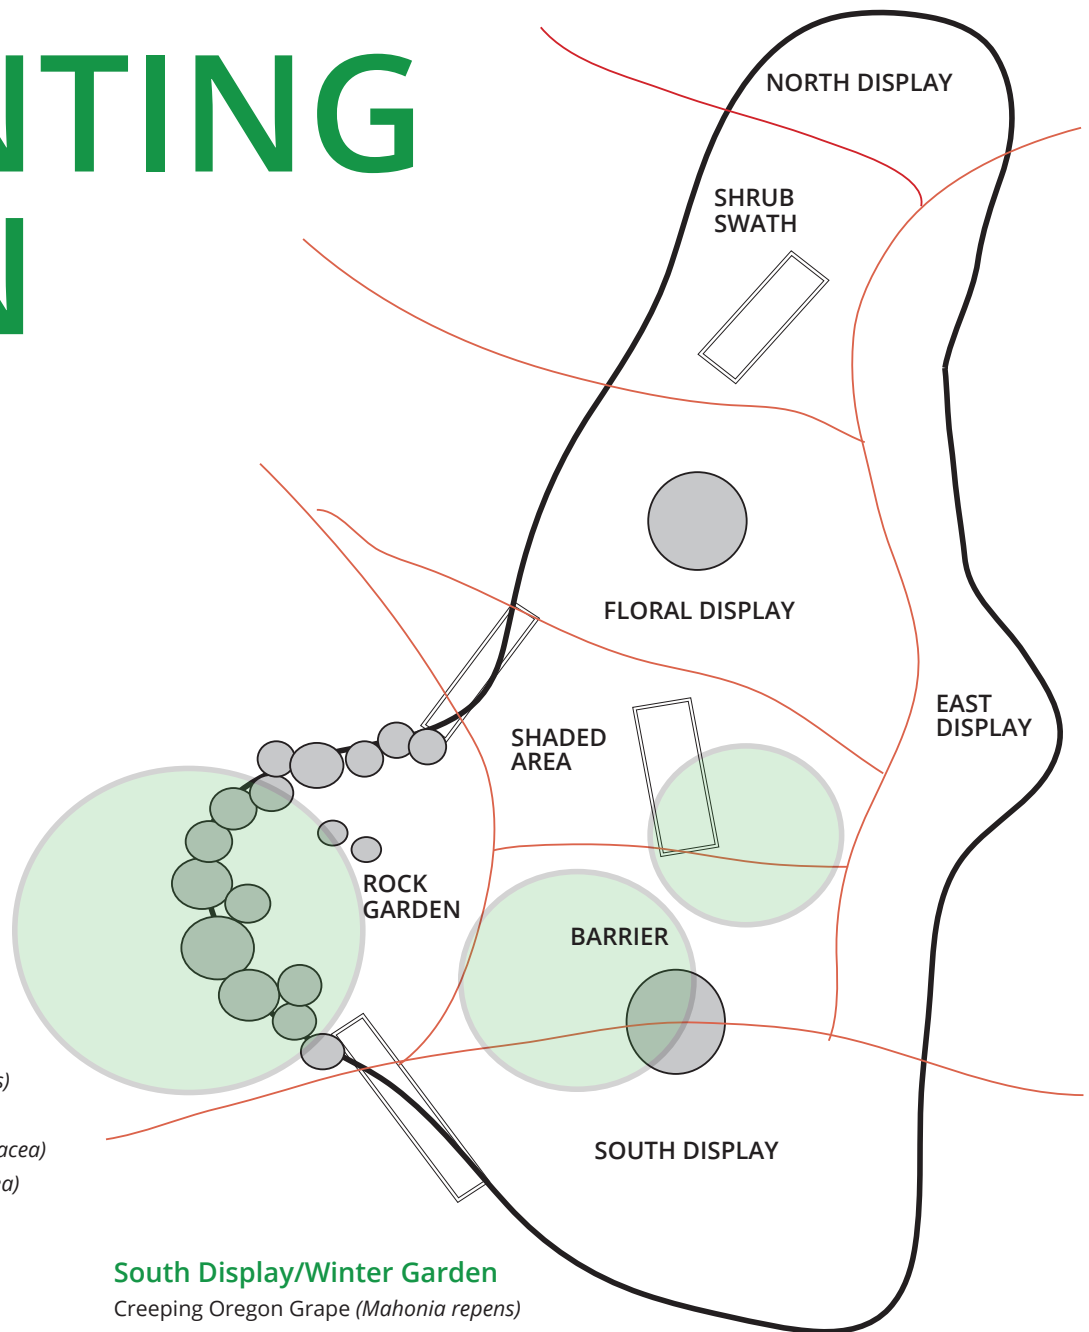 NTING
N
NORTH DISPLAY
SHRUB
SWATH
FLORAL DISPLAY
EAST
DISPLAY
SHADED
AREA
ROCK
GARDEN
BARRIER
s)
acea)
a)
SOUTH DISPLAY
South Display/Winter Garden
Creeping Oregon Grape (Mahonia repens)